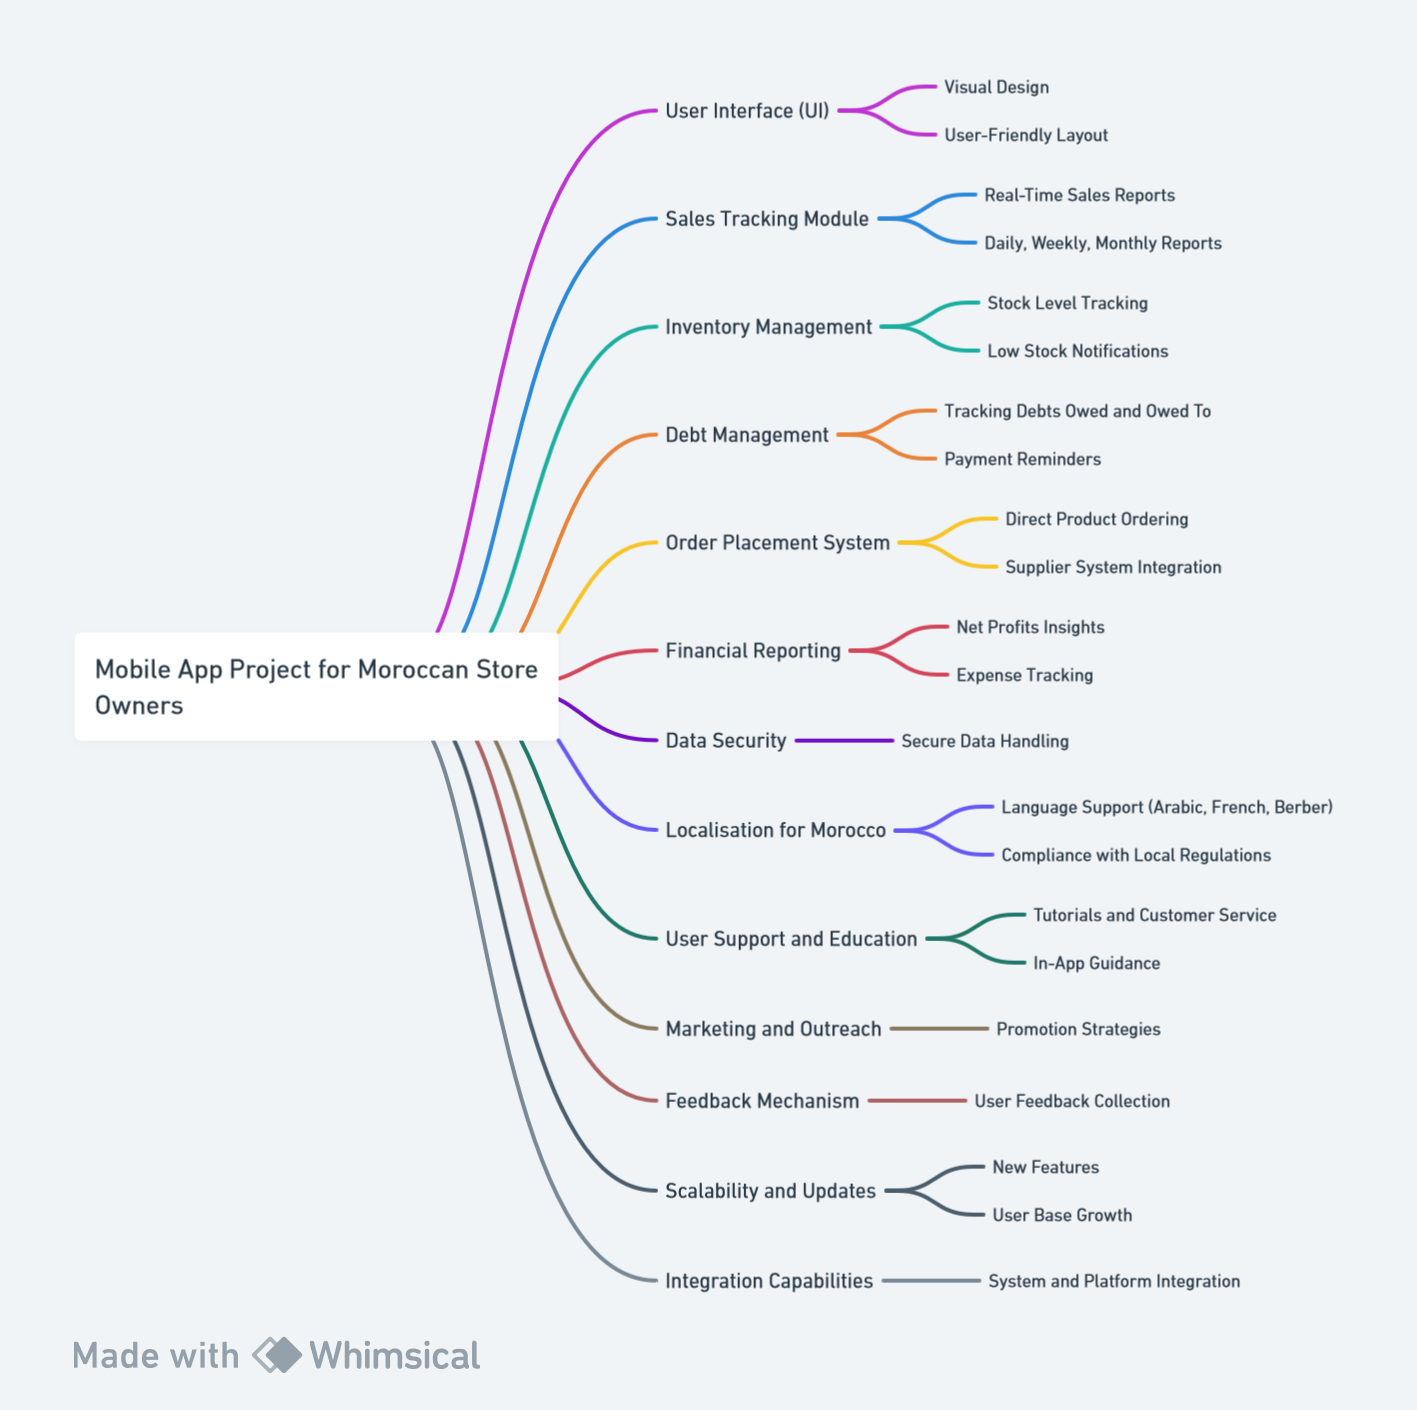 Visual Design
User Interface (UI)
User-Friendly Layout
Real-Time Sales Reports
Sales Tracking Module
Daily, Weekly, Monthly Reports
Stock Level Tracking
Inventory Management
Low Stock Notifications
Tracking Debts Owed and Owed To
Debt Management
Payment Reminders
Direct Product Ordering
Order Placement System
Supplier System Integration
Net Profits Insights
Financial Reporting
Expense Tracking
Mobile App Project for Moroccan Store
Owners
Data Security
Secure Data Handling
Language Support (Arabic, French, Berber)
Localisation for Morocco
Compliance with Local Regulations
Tutorials and Customer Service
User Support and Education
In-App Guidance
Marketing and Outreach
Promotion Strategies
Feedback Mechanism
User Feedback Collection
New Features
Scalability and Updates
User Base Growth
Integration Capabilities
System and Platform Integration
Made with Whimsical